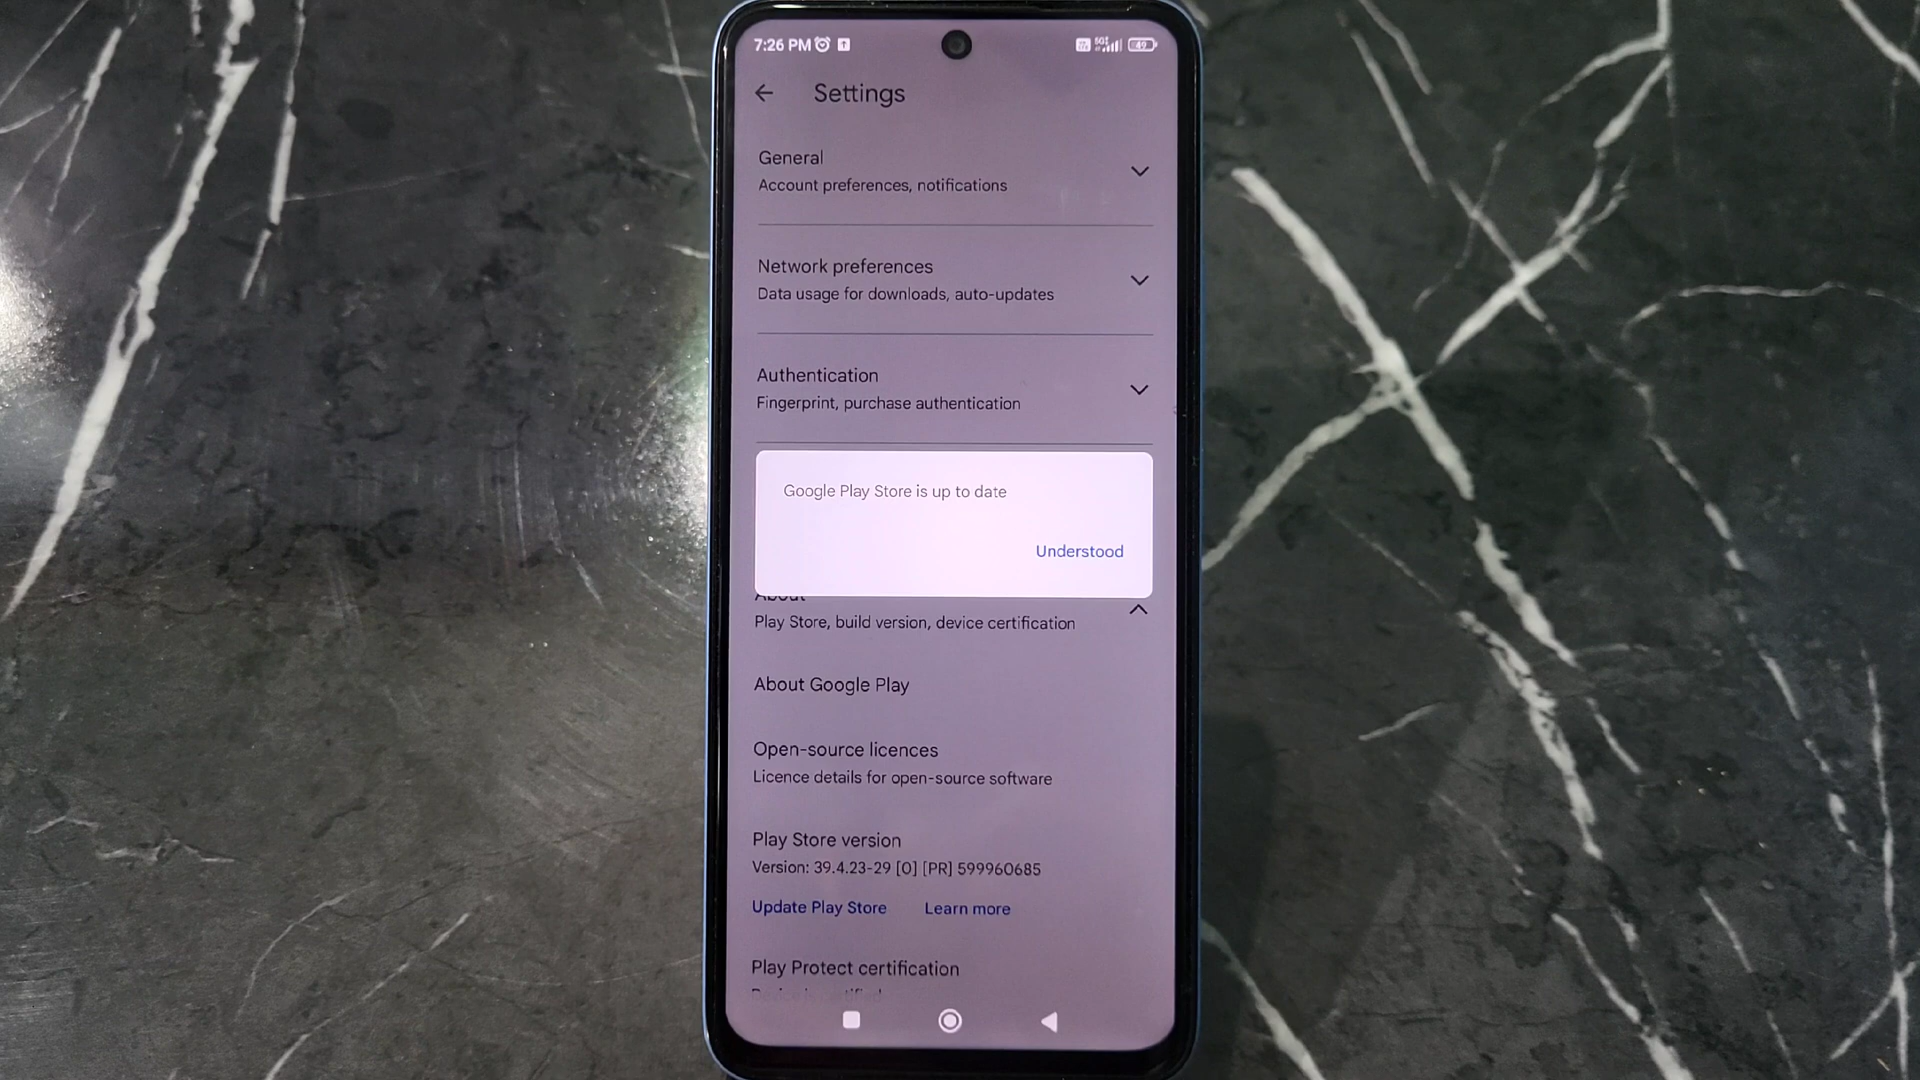 7:26 PM
49
Settings
General
Account preferences, notifications
Network preferences
Data usage for downloads, auto-updates
Authentication
Fingerprint, purchase authentication
Google Play Store is up to date
Understood
About
Play Store, build version, device certification
About Google Play
Open-source licences
Licence details for open-source software
Play Store version
Version: 39.4.23-29 [0] [PR] 599960685
Update Play Store Learn more
Play Protect certification